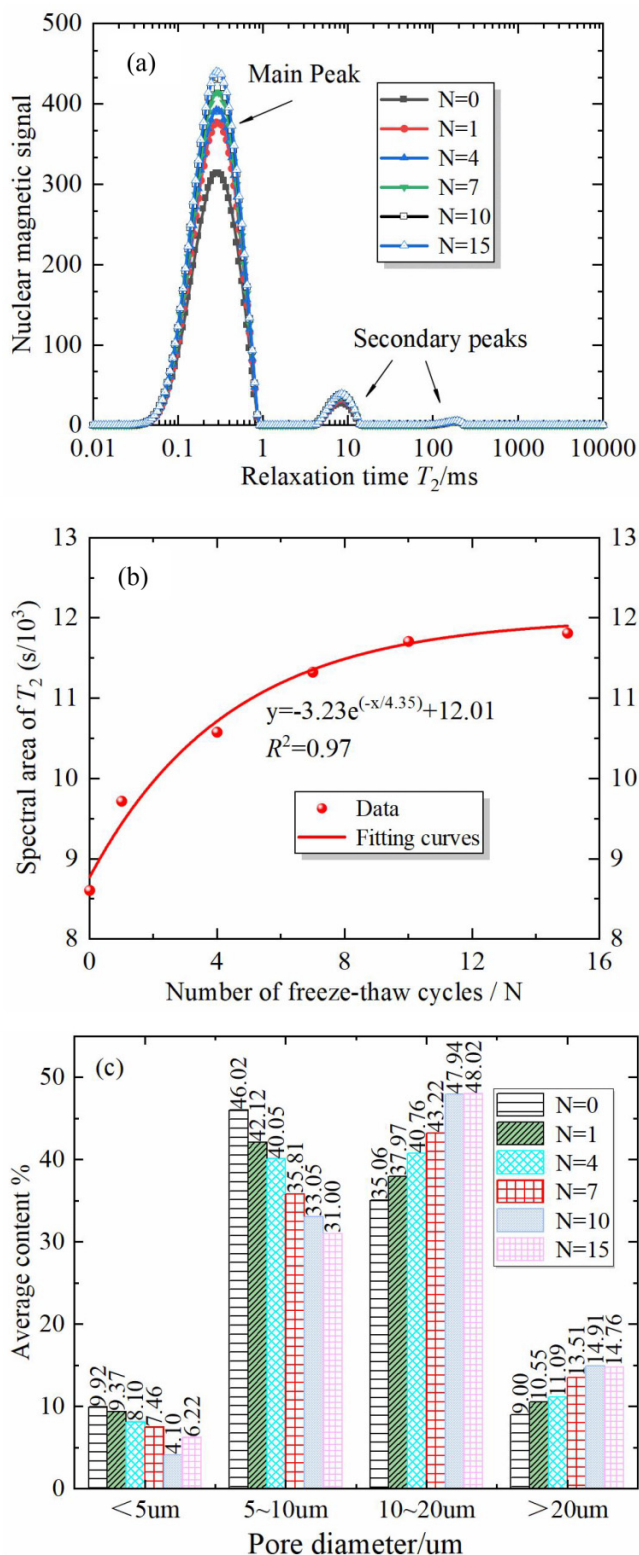 500
400
300
200
100
0
(a)
Main Peak
N=0
N=1
N=4
N=7
N=10
N=15
Secondary peaks
0.01 0.1 1 10 100 1000 10000
Relaxation time T₂/ms
Nuclear magnetic signal
13
12
11
10
9
8
(b)
y=-3.23e^(-x/4.35)+12.01
R²=0.97
Data
Fitting curves
13
12
11
10
9
8
0 4 8 12 16
Number of freeze-thaw cycles / N
Spectral area of T₂ (s/10³)
(c)
50
40
30
20
10
0
9.92
9.37
8.10
7.46
4.10
6.22
46.02
42.12
40.05
35.81
33.05
31.00
35.06
37.97
40.76
43.22
47.94
48.02
9.00
10.55
11.09
13.51
14.91
14.76
N=0
N=1
N=4
N=7
N=10
N=15
<5um 5~10um 10~20um >20um
Pore diameter/um
Average content %